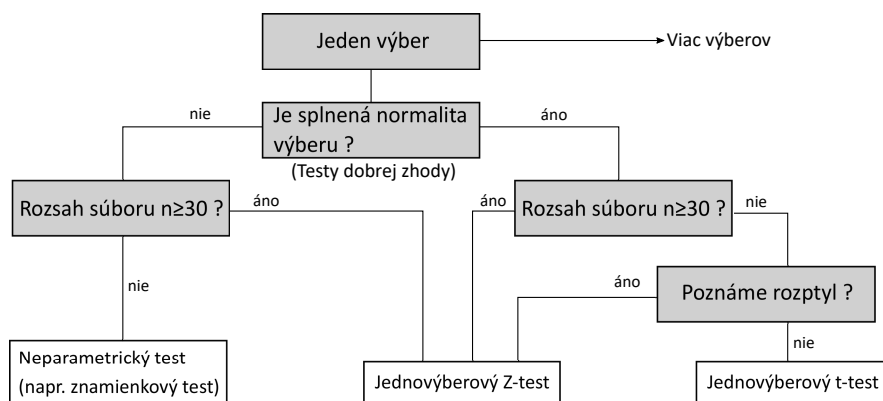 Jeden výber
Viac výberov
nie
Je splnená normalita
výberu ?
áno
(Testy dobrej zhody)
Rozsah súboru n≥30 ?
áno
áno
Rozsah súboru n≥30 ?
nie
nie
áno
Poznáme rozptyl ?
nie
Neparametrický test
(napr. znamienkový test)
Jednovýberový Z-test
Jednovýberový t-test